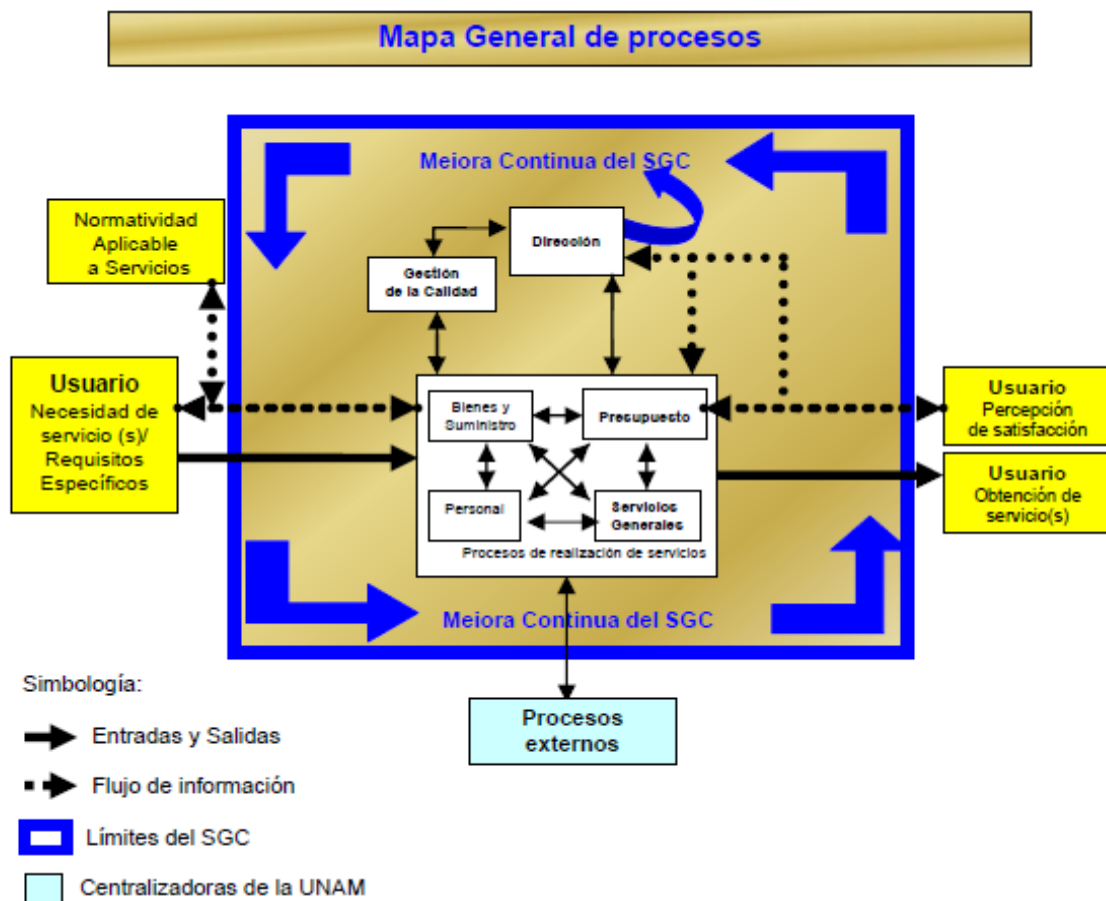 Mapa General de procesos
Meiora Continua del SGC
Normatividad
Aplicable
a Servicios
Dirección
Gestión
de la Calidad
Usuario
Necesidad de
servicio (s)/
Requisitos
Específicos
Bienes y
Suministro
Presupuesto
Personal
Servicios
Generales
Procesos de realización de servicios
Usuario
Percepción
de satisfacción
Usuario
Obtención de
servicio(s)
Meiora Continua del SGC
Procesos
externos
Simbología:
Entradas y Salidas
Flujo de información
Límites del SGC
Centralizadoras de la UNAM